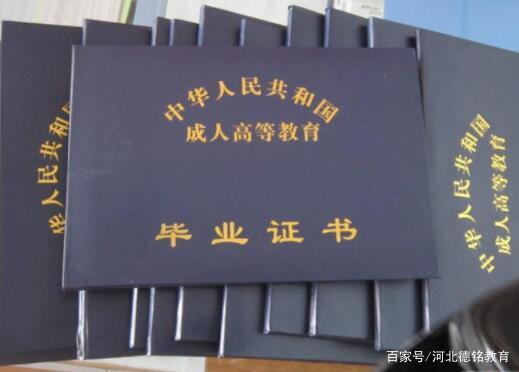 中华人民共和国
成人高等教育
毕业证书
华人民共和国
中华人民共和国
成人高等教育
百家号/河北德铭教育